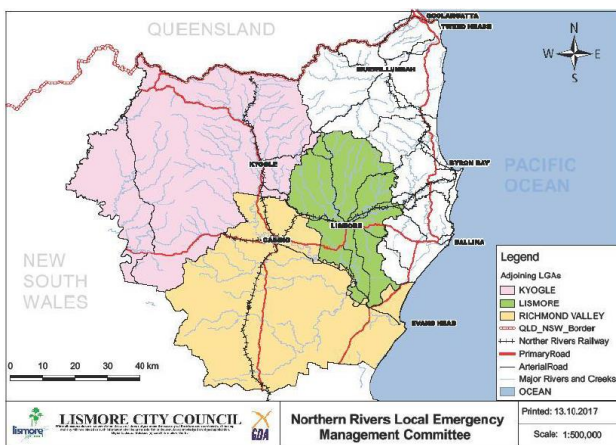 QUEENSLAND
COOLANGATTA
TWEED HEADS
MURWILLUMBAH
N
W E
S
KYOGLE
BYRON BAY
PACIFIC
OCEAN
LISMORE
CASINO
BALLINA
NEW
SOUTH
WALES
EVANS HEAD
0 10 20 30 40 km
Legend
Adjoining LGAs
KYOGLE
LISMORE
RICHMOND VALLEY
QLD_NSW_Border
Norther Rivers Railway
PrimaryRoad
ArterialRoad
Major Rivers and Creeks
OCEAN
lismore
LISMORE CITY COUNCIL
GDA
Northern Rivers Local Emergency
Management Committee
Printed: 13.10.2017
Scale: 1:500,000